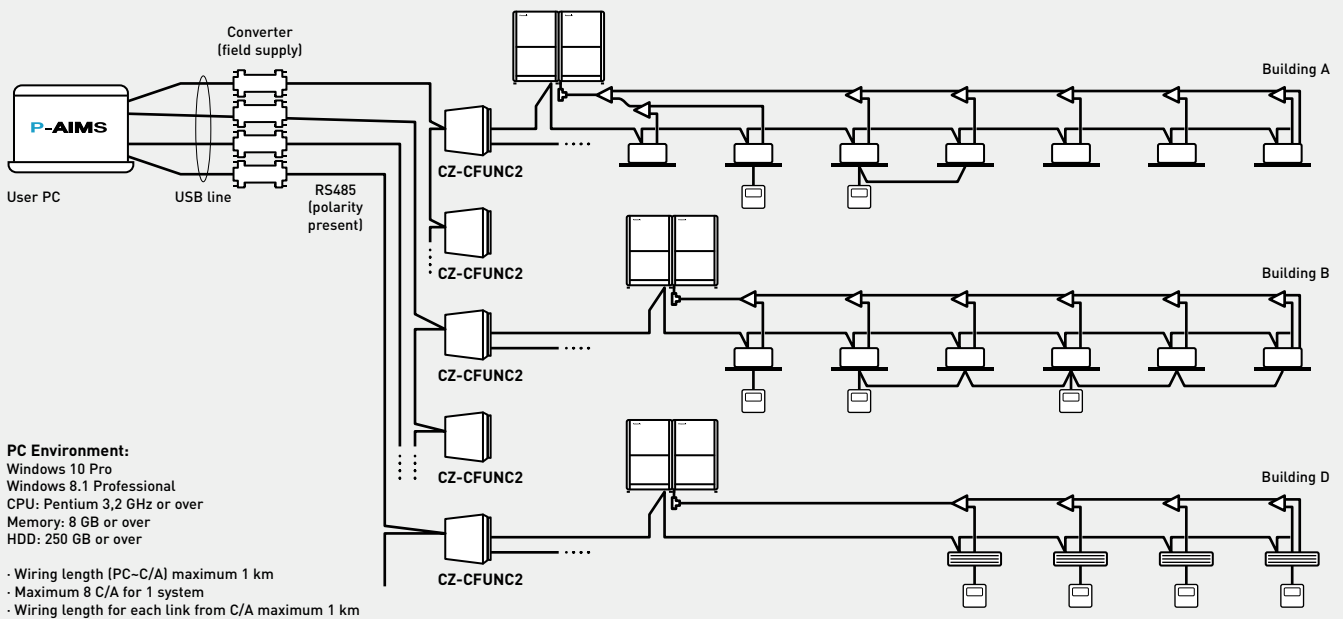 Converter
(field supply)
P-AIMS
User PC
USB line
RS485
(polarity
present)
CZ-CFUNC2
Building A
CZ-CFUNC2
Building B
CZ-CFUNC2
CZ-CFUNC2
Building D
CZ-CFUNC2
PC Environment:
Windows 10 Pro
Windows 8.1 Professional
CPU: Pentium 3,2 GHz or over
Memory: 8 GB or over
HDD: 250 GB or over
· Wiring length (PC~C/A) maximum 1 km
· Maximum 8 C/A for 1 system
· Wiring length for each link from C/A maximum 1 km